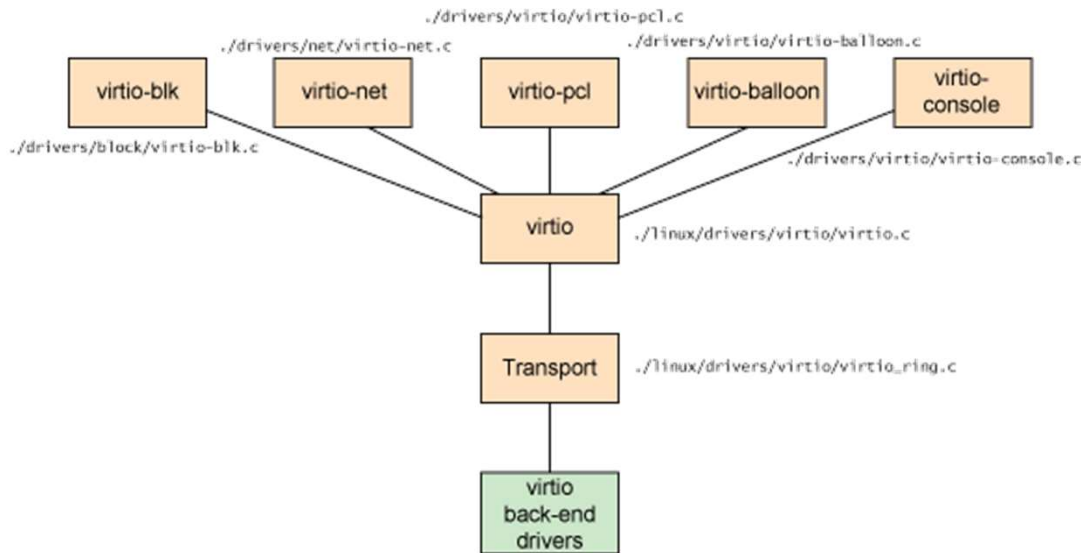 ./drivers/virtio/virtio-pcl.c
./drivers/net/virtio-net.c
./drivers/virtio/virtio-balloon.c
virtio-blk
virtio-net
virtio-pcl
virtio-balloon
virtio-
console
./drivers/block/virtio-blk.c
./drivers/virtio/virtio-console.c
virtio
./linux/drivers/virtio/virtio.c
Transport
./linux/drivers/virtio/virtio_ring.c
virtio
back-end
drivers